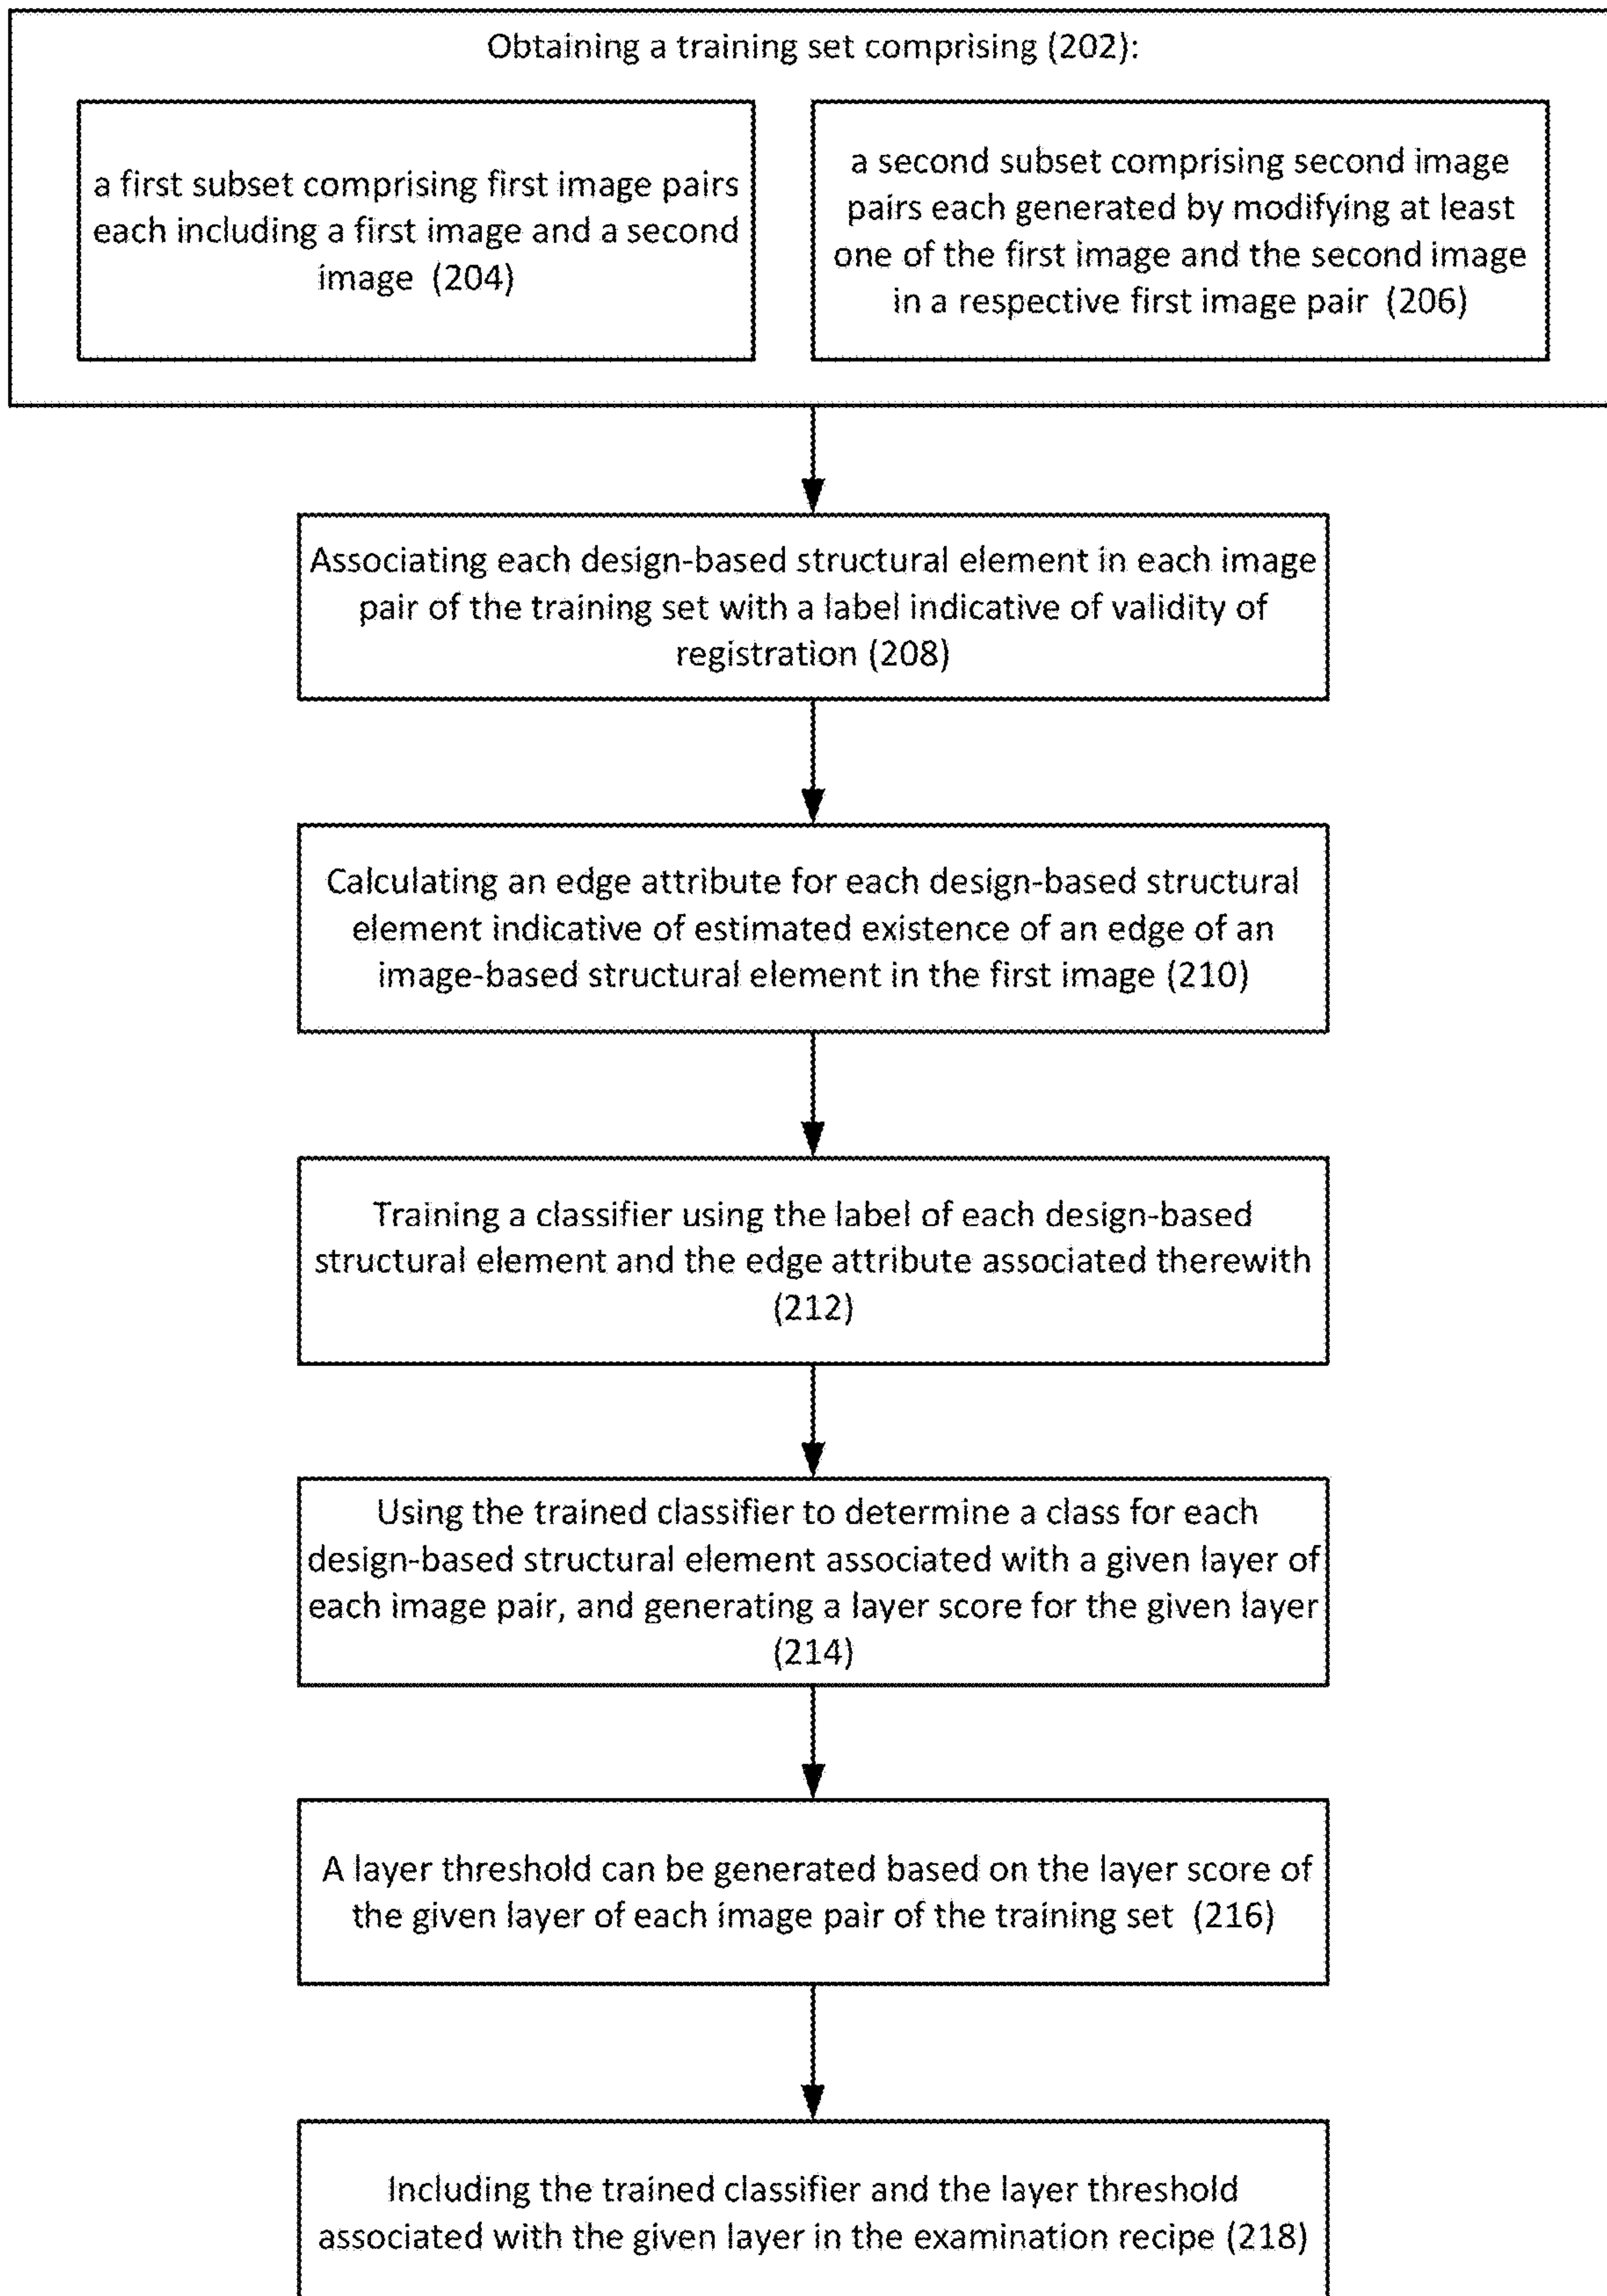 Obtaining a training set comprising (202):
a first subset comprising first image pairs
each including a first image and a second
image (204)
a second subset comprising second image
pairs each generated by modifying at least
one of the first image and the second image
in a respective first image pair (206)
Associating each design-based structural element in each image
pair of the training set with a label indicative of validity of
registration (208)
Calculating an edge attribute for each design-based structural
element indicative of estimated existence of an edge of an
image-based structural element in the first image (210)
Training a classifier using the label of each design-based
structural element and the edge attribute associated therewith
(212)
Using the trained classifier to determine a class for each
design-based structural element associated with a given layer of
each image pair, and generating a layer score for the given layer
(214)
A layer threshold can be generated based on the layer score of
the given layer of each image pair of the training set (216)
Including the trained classifier and the layer threshold
associated with the given layer in the examination recipe (218)